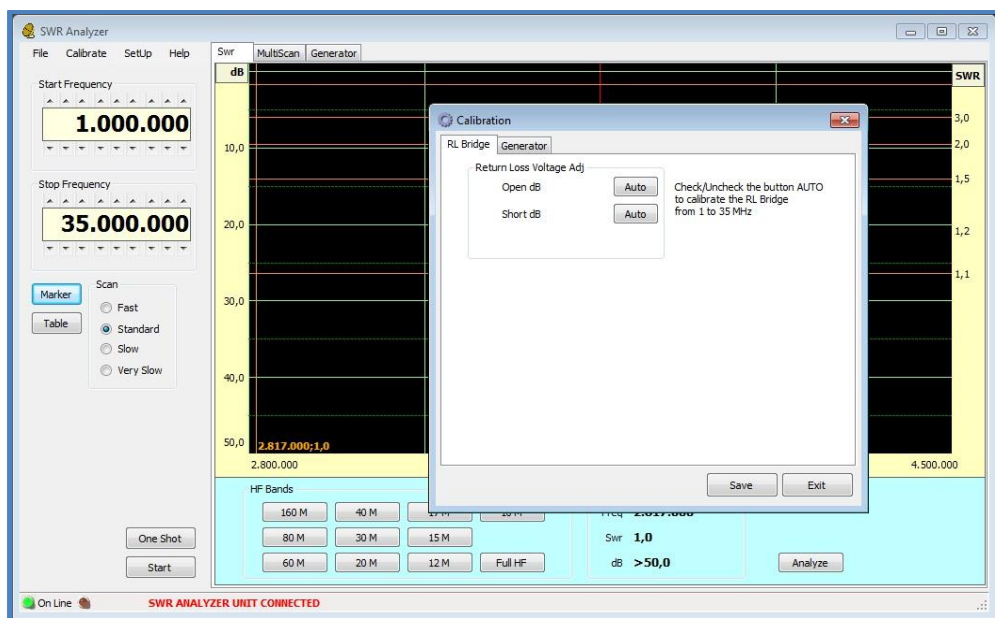 SWR Analyzer
File Calibrate SetUp Help
Swr MultiScan Generator
dB
SWR
Start Frequency
1.000.000
Stop Frequency
35.000.000
Marker
Table
Scan
Fast
Standard
Slow
Very Slow
10,0
20,0
30,0
40,0
50,0
3,0
2,0
1,5
1,2
1,1
2.817.000;1,0
2.800.000
4.500.000
Calibration
RL Bridge Generator
Return Loss Voltage Adj
Open dB Auto
Short dB Auto
Check/Uncheck the button AUTO
to calibrate the RL Bridge
from 1 to 35 MHz
Save Exit
HF Bands
160 M 40 M
80 M 30 M 15 M
60 M 20 M 12 M Full HF
Swr 1,0
dB >50,0
Analyze
One Shot
Start
On Line
SWR ANALYZER UNIT CONNECTED